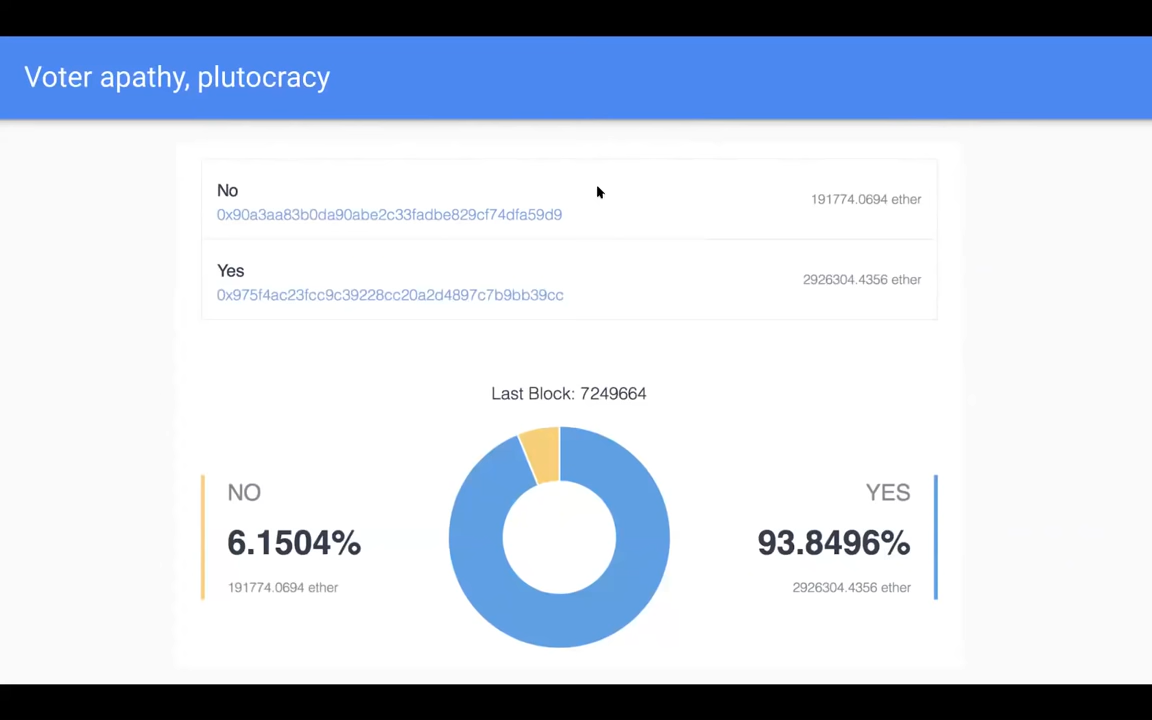 Voter apathy, plutocracy
No
0x90a3aa83b0da90abe2c33fadbe829cf74dfa59d9
191774.0694 ether
Yes
0x975f4ac23fcc9c39228cc20a2d4897c7b9bb39cc
2926304.4356 ether
Last Block: 7249664
NO
6.1504%
191774.0694 ether
YES
93.8496%
2926304.4356 ether